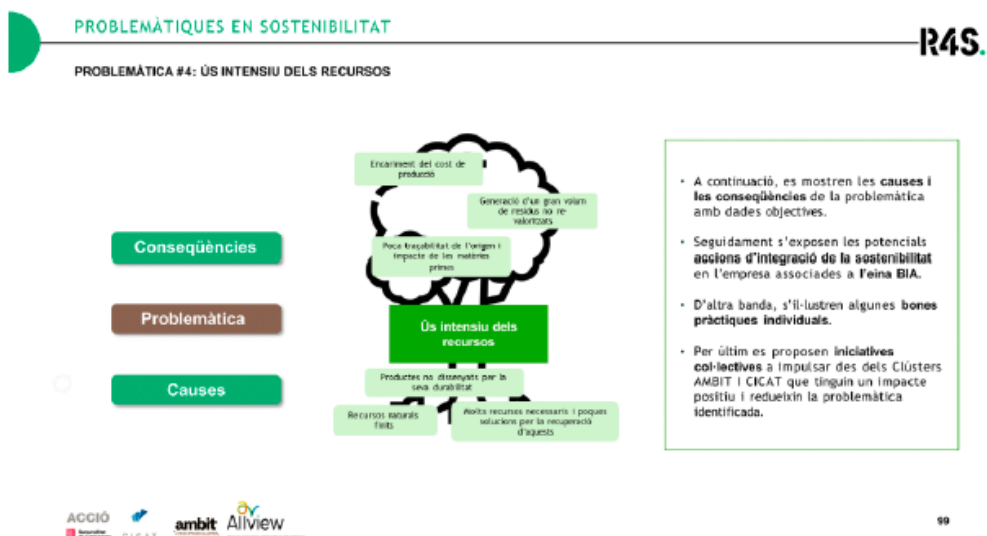 PROBLEMÀTIQUES EN SOSTENIBILITAT
R4S.
PROBLEMÀTICA #4: ÚS INTENSIU DELS RECURSOS
Encariment del cost de
producció
Generació d'un gran volum
de residus no re-
valoritzats
Poca traçabilitat de l'origen i
impacte de les matèries
primes
Conseqüències
Problemàtica
Causes
Ús intensiu dels
recursos
Productes no dissenyats per la
seva durabilitat
Recursos naturals
finits
Molts recursos necessaris i poques
solucions per la recuperació
d'aquests
• A continuació, es mostren les causes i
les conseqüències de la problemàtica
amb dades objectives.
• Seguidament s'exposen les potencials
accions d'integració de la sostenibilitat
en l'empresa associades a l'eina BIA.
• D'altra banda, s'il·lustren algunes bones
pràctiques individuals.
• Per últim es proposen iniciatives
col·lectives a impulsar des dels Clústers
AMBIT I CICAT que tinguin un impacte
positiu i redueixin la problemàtica
identificada.
ACCIÓ
CICAT
ambit
Allview
99